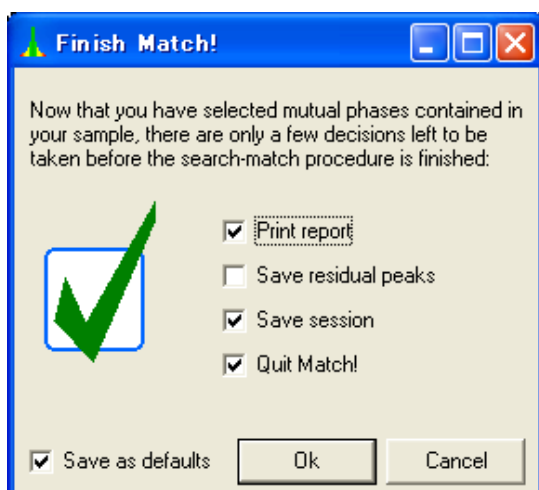 Finish Match!
Now that you have selected mutual phases contained in
your sample, there are only a few decisions left to be
taken before the search-match procedure is finished:
Print report
Save residual peaks
Save session
Quit Match!
Save as defaults
Ok
Cancel